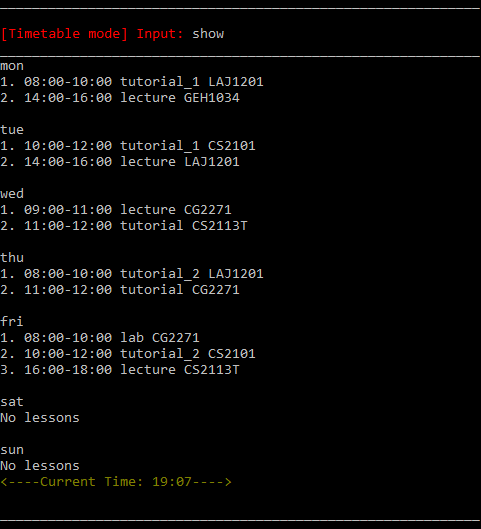 [Timetable mode] Input: show
mon
1. 08:00-10:00 tutorial_1 LAJ1201
2. 14:00-16:00 lecture GEH1034
tue
1. 10:00-12:00 tutorial_1 CS2101
2. 14:00-16:00 lecture LAJ1201
wed
1. 09:00-11:00 lecture CG2271
2. 11:00-12:00 tutorial CS2113T
thu
1. 08:00-10:00 tutorial_2 LAJ1201
2. 11:00-12:00 tutorial CG2271
fri
1. 08:00-10:00 lab CG2271
2. 10:00-12:00 tutorial_2 CS2101
3. 16:00-18:00 lecture CS2113T
sat
No lessons
sun
No lessons
<----Current Time: 19:07---->